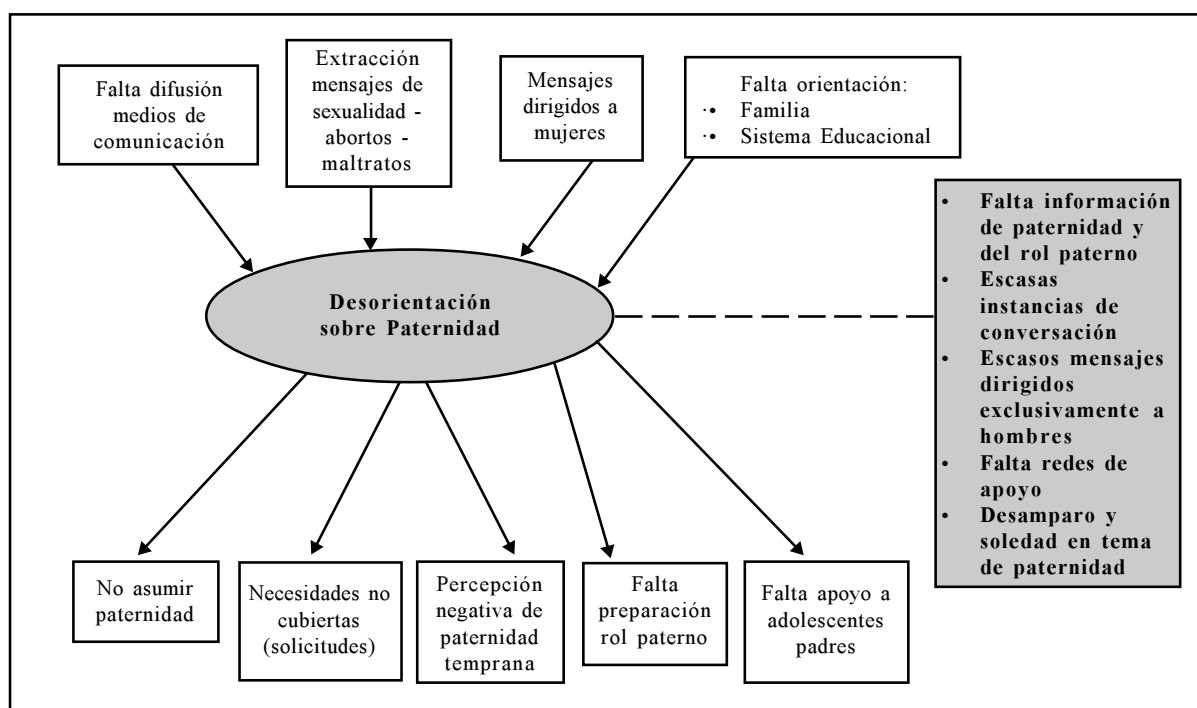 Falta difusión
medios de
comunicación
Extracción
mensajes de
sexualidad -
abortos -
maltratos
Mensajes
dirigidos a
mujeres
Falta orientación:
·• Familia
·• Sistema Educacional
Desorientación
sobre Paternidad
• Falta información
de paternidad y
del rol paterno
• Escasas
instancias de
conversación
• Escasos mensajes
dirigidos
exclusivamente a
hombres
• Falta redes de
apoyo
• Desamparo y
soledad en tema
de paternidad
No asumir
paternidad
Necesidades no
cubiertas
(solicitudes)
Percepción
negativa de
paternidad
temprana
Falta
preparación
rol paterno
Falta apoyo a
adolescentes
padres